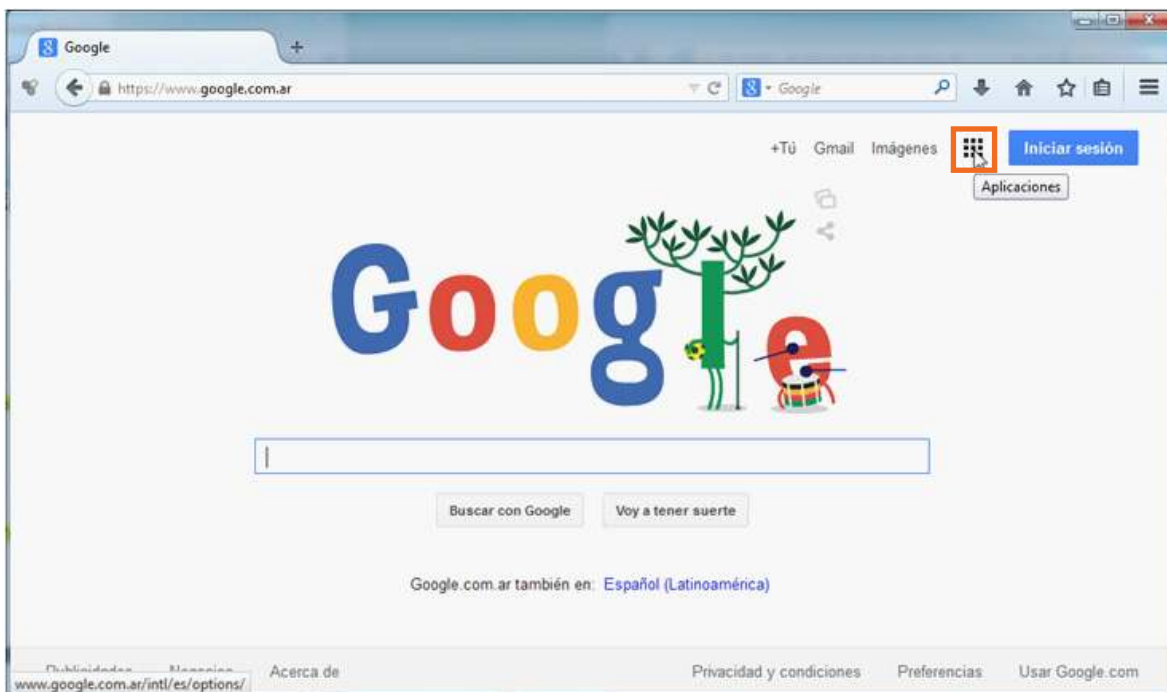 Google
https://www.google.com.ar
Google
+Tú Gmail Imágenes Iniciar sesión
Aplicaciones
Google
Buscar con Google Voy a tener suerte
Google.com.ar también en: Español (Latinoamérica)
Publicidades Negocios Acerca de Privacidad y condiciones Preferencias Usar Google.com
www.google.com.ar/intl/es/options/